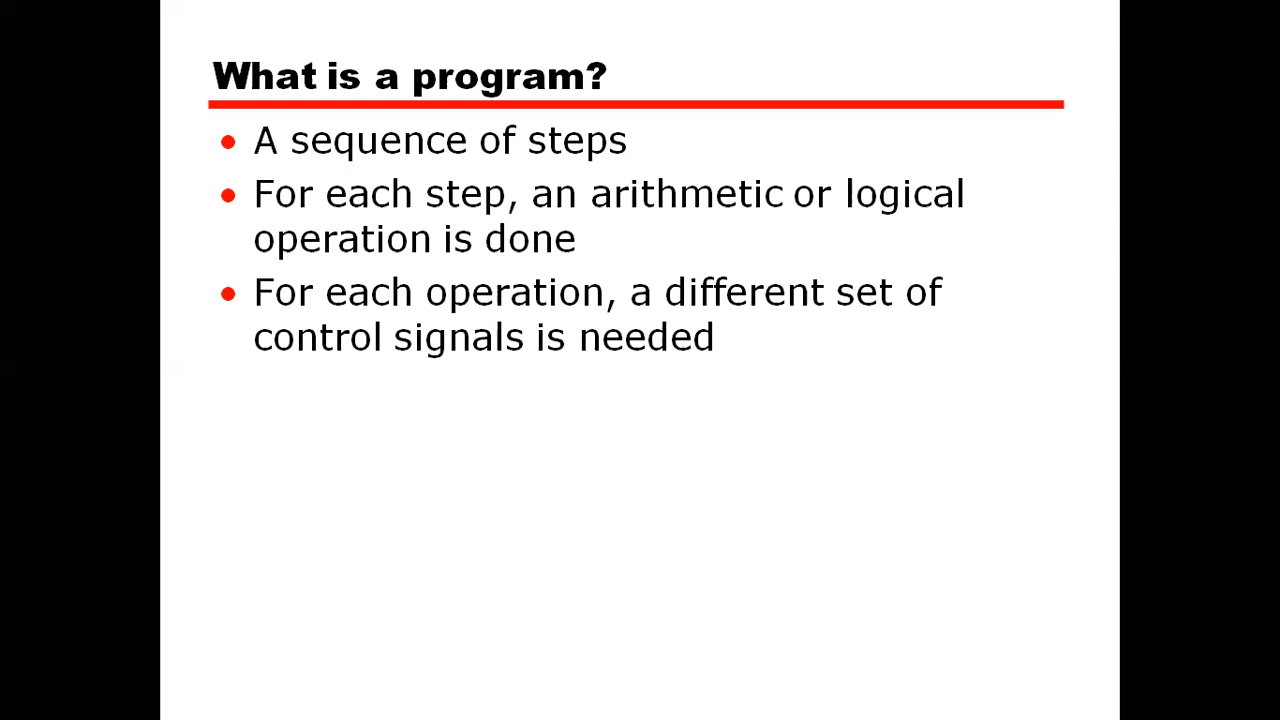 What is a program?
• A sequence of steps
• For each step, an arithmetic or logical
operation is done
• For each operation, a different set of
control signals is needed